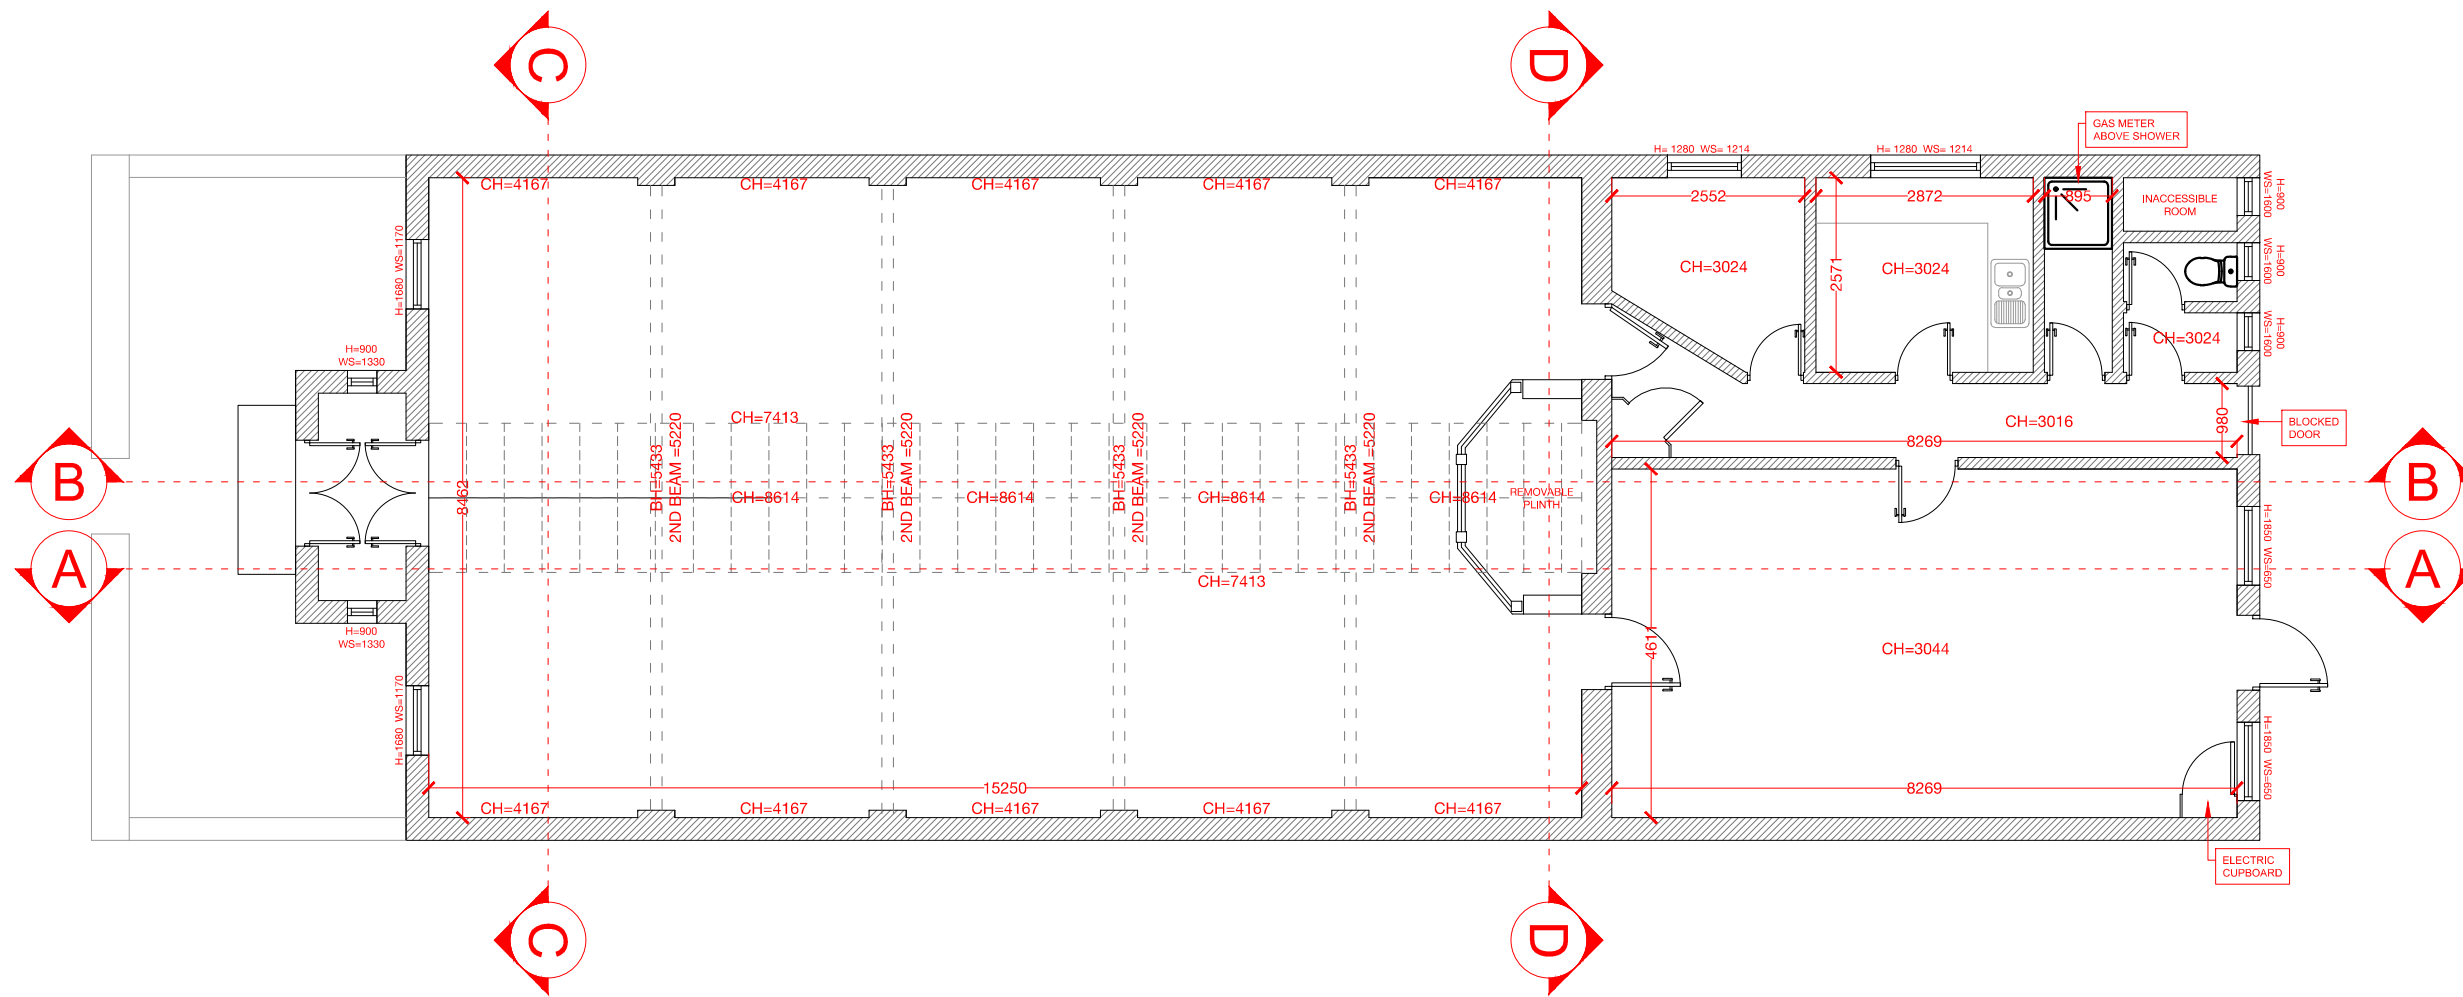 C
D
GAS METER
ABOVE SHOWER
H= 1280 WS= 1214
H= 1280 WS= 1214
CH=4167
CH=4167
CH=4167
CH=4167
CH=4167
2552
2872
895
INACCESSIBLE
ROOM
H=900
WS=1600
H=1680 WS=1170
CH=3024
2571
CH=3024
H=900
WS=1600
H=900
WS=1600
CH=3024
H=900
WS=1330
CH=7413
CH=3016
980
BLOCKED
DOOR
8269
B
8462
BH=5433
2ND BEAM =5220
CH=8614
BH=5433
2ND BEAM =5220
CH=8614
BH=5433
2ND BEAM =5220
CH=8614
BH=5433
2ND BEAM =5220
CH=8614
REMOVABLE
PLINTH
B
H=1850 WS=650
A
CH=7413
A
H=900
WS=1330
4611
CH=3044
H=1680 WS=1170
H=1850 WS=650
15250
8269
CH=4167
CH=4167
CH=4167
CH=4167
CH=4167
ELECTRIC
CUPBOARD
C
D